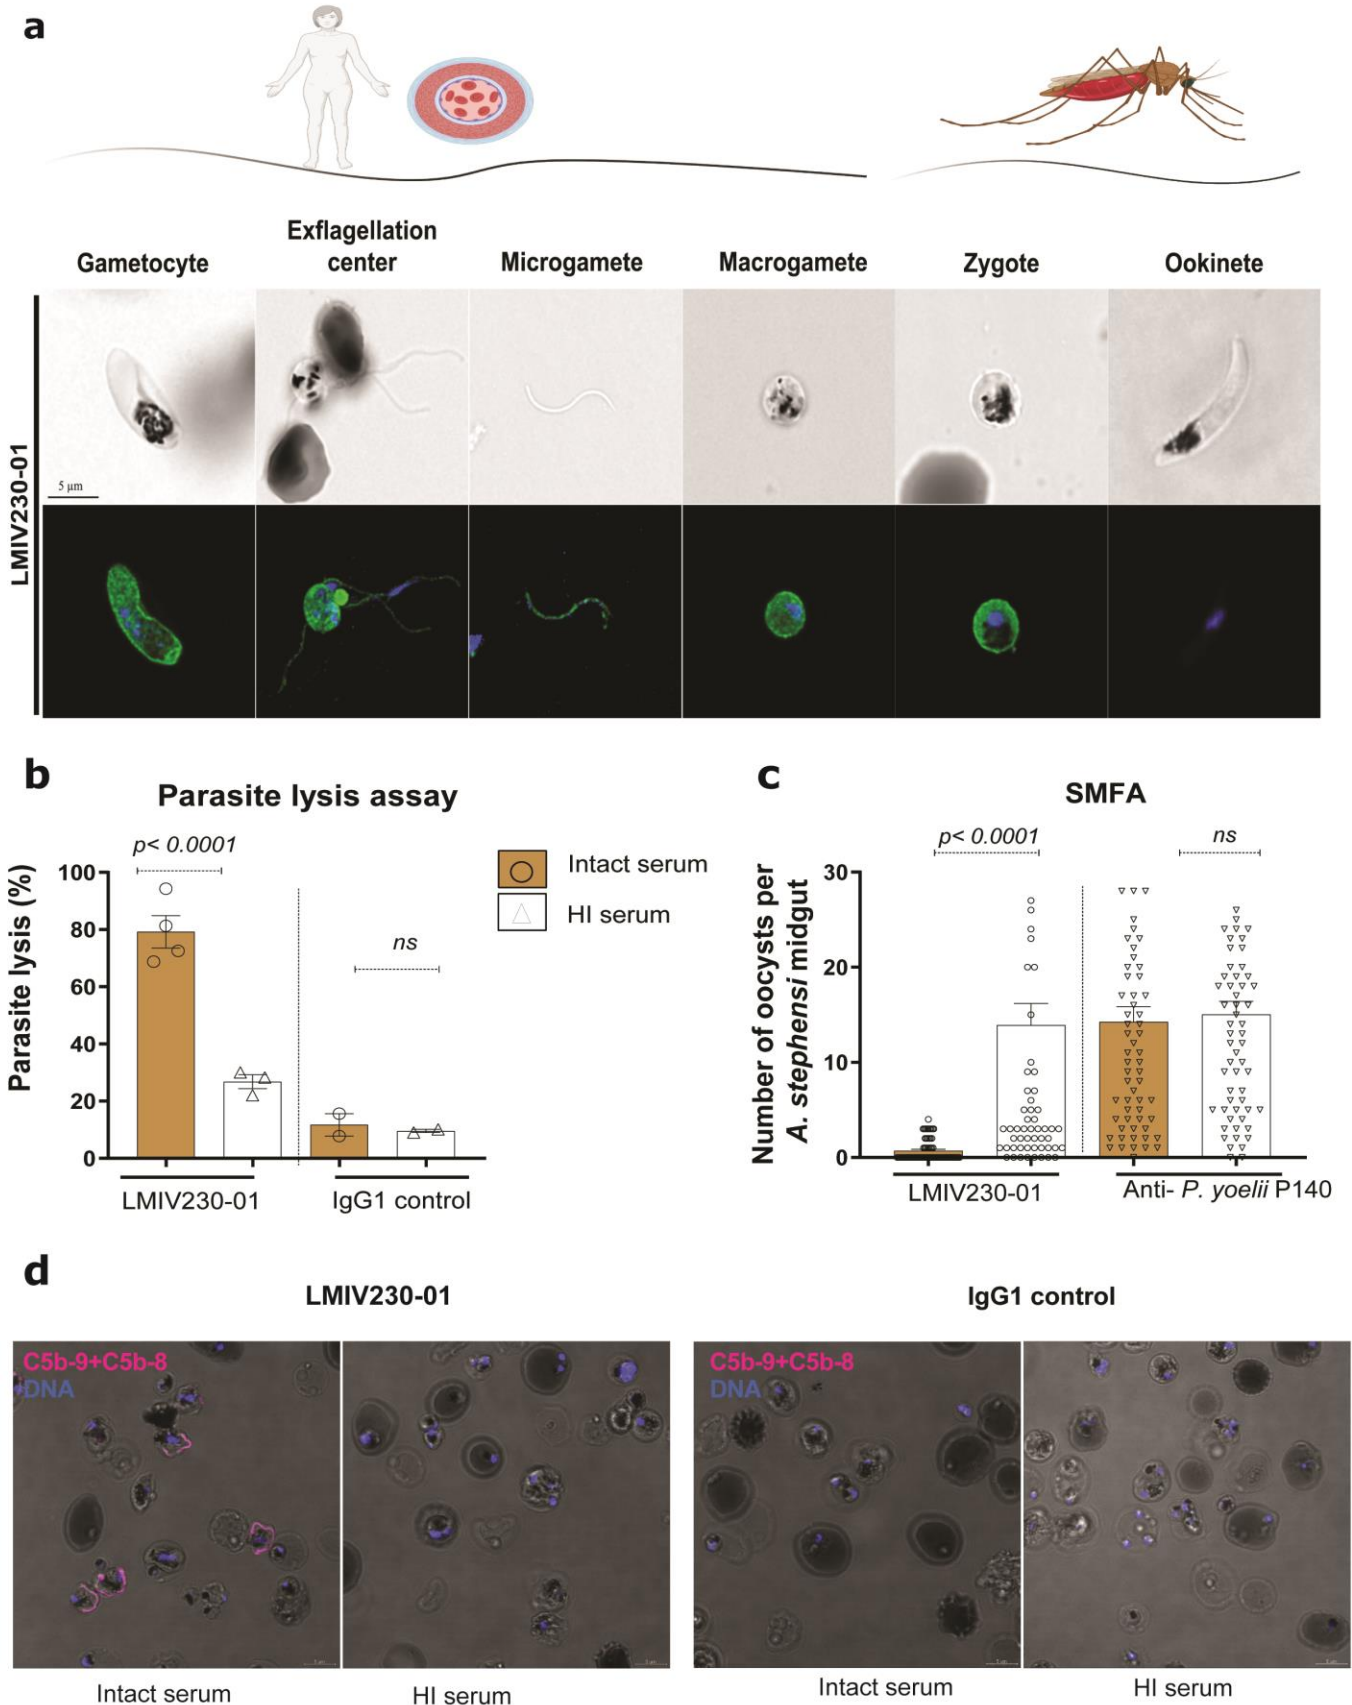 a
Gametocyte
Exflagellation
center
Microgamete
Macrogamete
Zygote
Ookinete
LMIV230-01
5 µm
b
Parasite lysis assay
p< 0.0001
Parasite lysis (%)
100
80
60
40
20
0
ns
Intact serum
HI serum
LMIV230-01
IgG1 control
c
SMFA
p< 0.0001
ns
Number of oocysts per
A. stephensi midgut
30
20
10
0
LMIV230-01
Anti- P. yoelii P140
d
LMIV230-01
IgG1 control
C5b-9+C5b-8
DNA
C5b-9+C5b-8
DNA
Intact serum
HI serum
Intact serum
HI serum